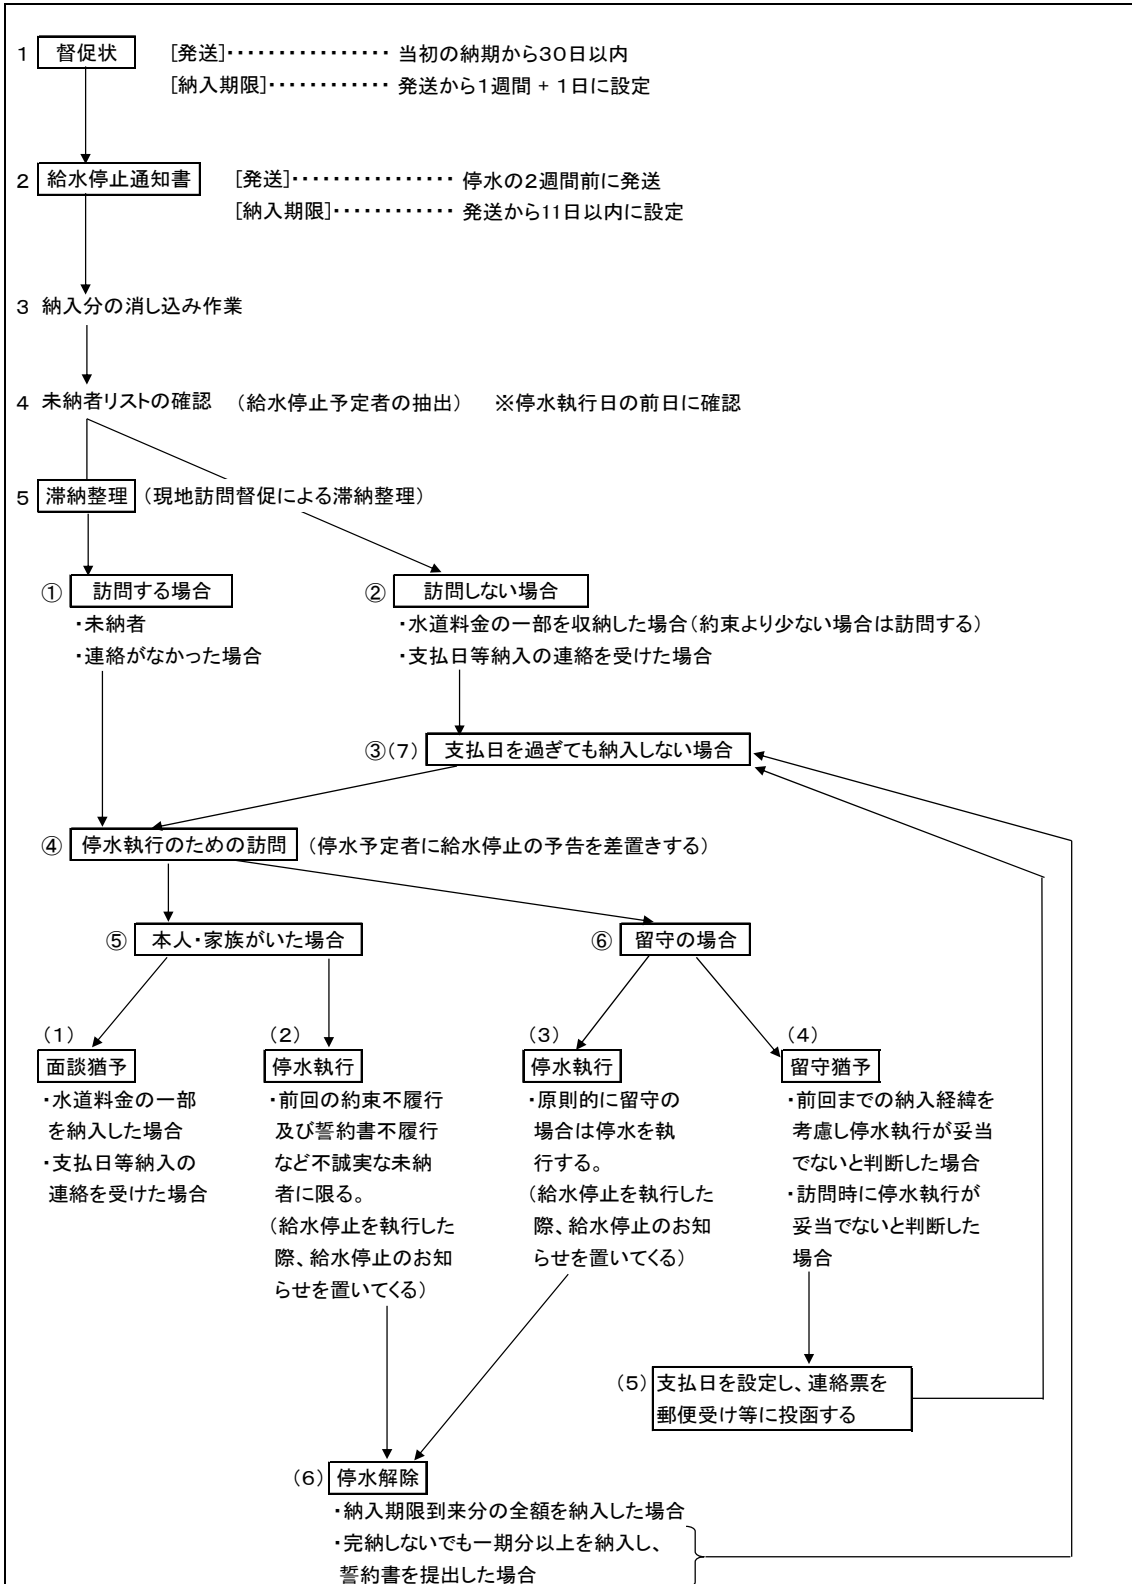 1 督促状 [発送]・・・・・・・・・・・・・・・・ 当初の納期から30日以内
[納入期限]・・・・・・・・・・・・ 発送から1週間 + 1日に設定
2 給水停止通知書 [発送]・・・・・・・・・・・・・・・・ 停水の2週間前に発送
[納入期限]・・・・・・・・・・・・ 発送から11日以内に設定
3 納入分の消し込み作業
4 未納者リストの確認 (給水停止予定者の抽出) ※停水執行日の前日に確認
5 滞納整理 (現地訪問督促による滞納整理)
① 訪問する場合
・未納者
・連絡がなかった場合
② 訪問しない場合
・水道料金の一部を収納した場合(約束より少ない場合は訪問する)
・支払日等納入の連絡を受けた場合
③(7) 支払日を過ぎても納入しない場合
④ 停水執行のための訪問 (停水予定者に給水停止の予告を差置きする)
⑤ 本人・家族がいた場合
⑥ 留守の場合
(1)
面談猶予
・水道料金の一部
を納入した場合
・支払日等納入の
連絡を受けた場合
(2)
停水執行
・前回の約束不履行
及び誓約書不履行
など不誠実な未納
者に限る。
(給水停止を執行した
際、給水停止のお知
らせを置いてくる)
(3)
停水執行
・原則的に留守の
場合は停水を執
行する。
(給水停止を執行した
際、給水停止のお知
らせを置いてくる)
(4)
留守猶予
・前回までの納入経緯を
考慮し停水執行が妥当
でないと判断した場合
・訪問時に停水執行が
妥当でないと判断した
場合
(5) 支払日を設定し、連絡票を
郵便受け等に投函する
(6) 停水解除
・納入期限到来分の全額を納入した場合
・完納しないでも一期分以上を納入し、
誓約書を提出した場合